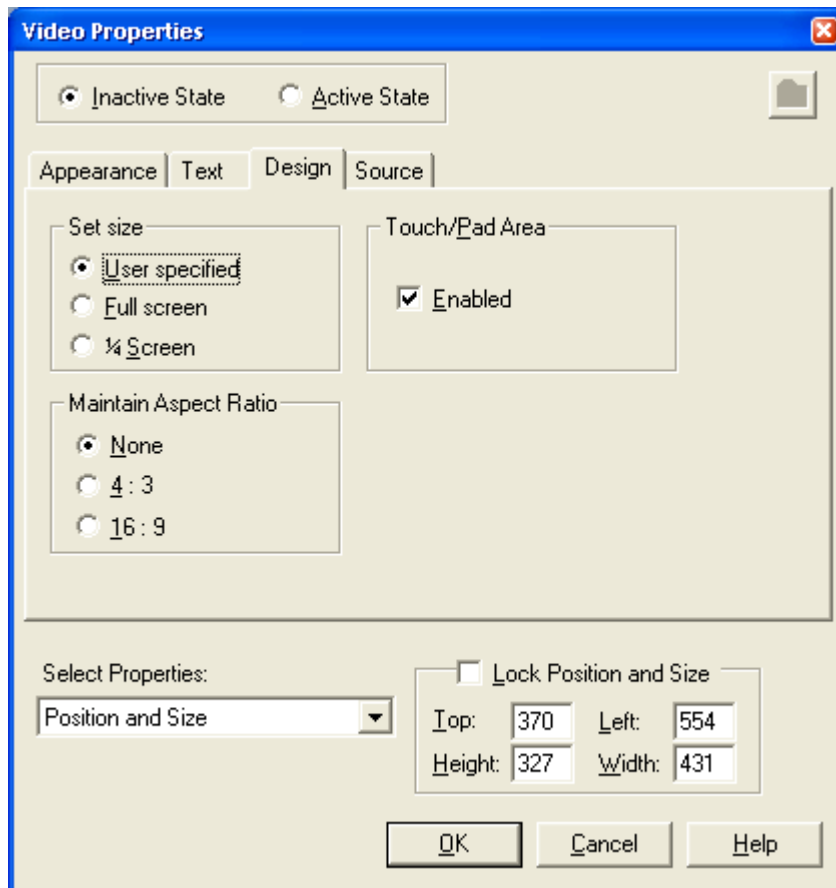 Video Properties
Inactive State Active State
Appearance Text Design Source
Set size
User specified
Full screen
¼ Screen
Touch/Pad Area
Enabled
Maintain Aspect Ratio
None
4 : 3
16 : 9
Select Properties:
Position and Size
Lock Position and Size
Top: 370 Left: 554
Height: 327 Width: 431
OK Cancel Help